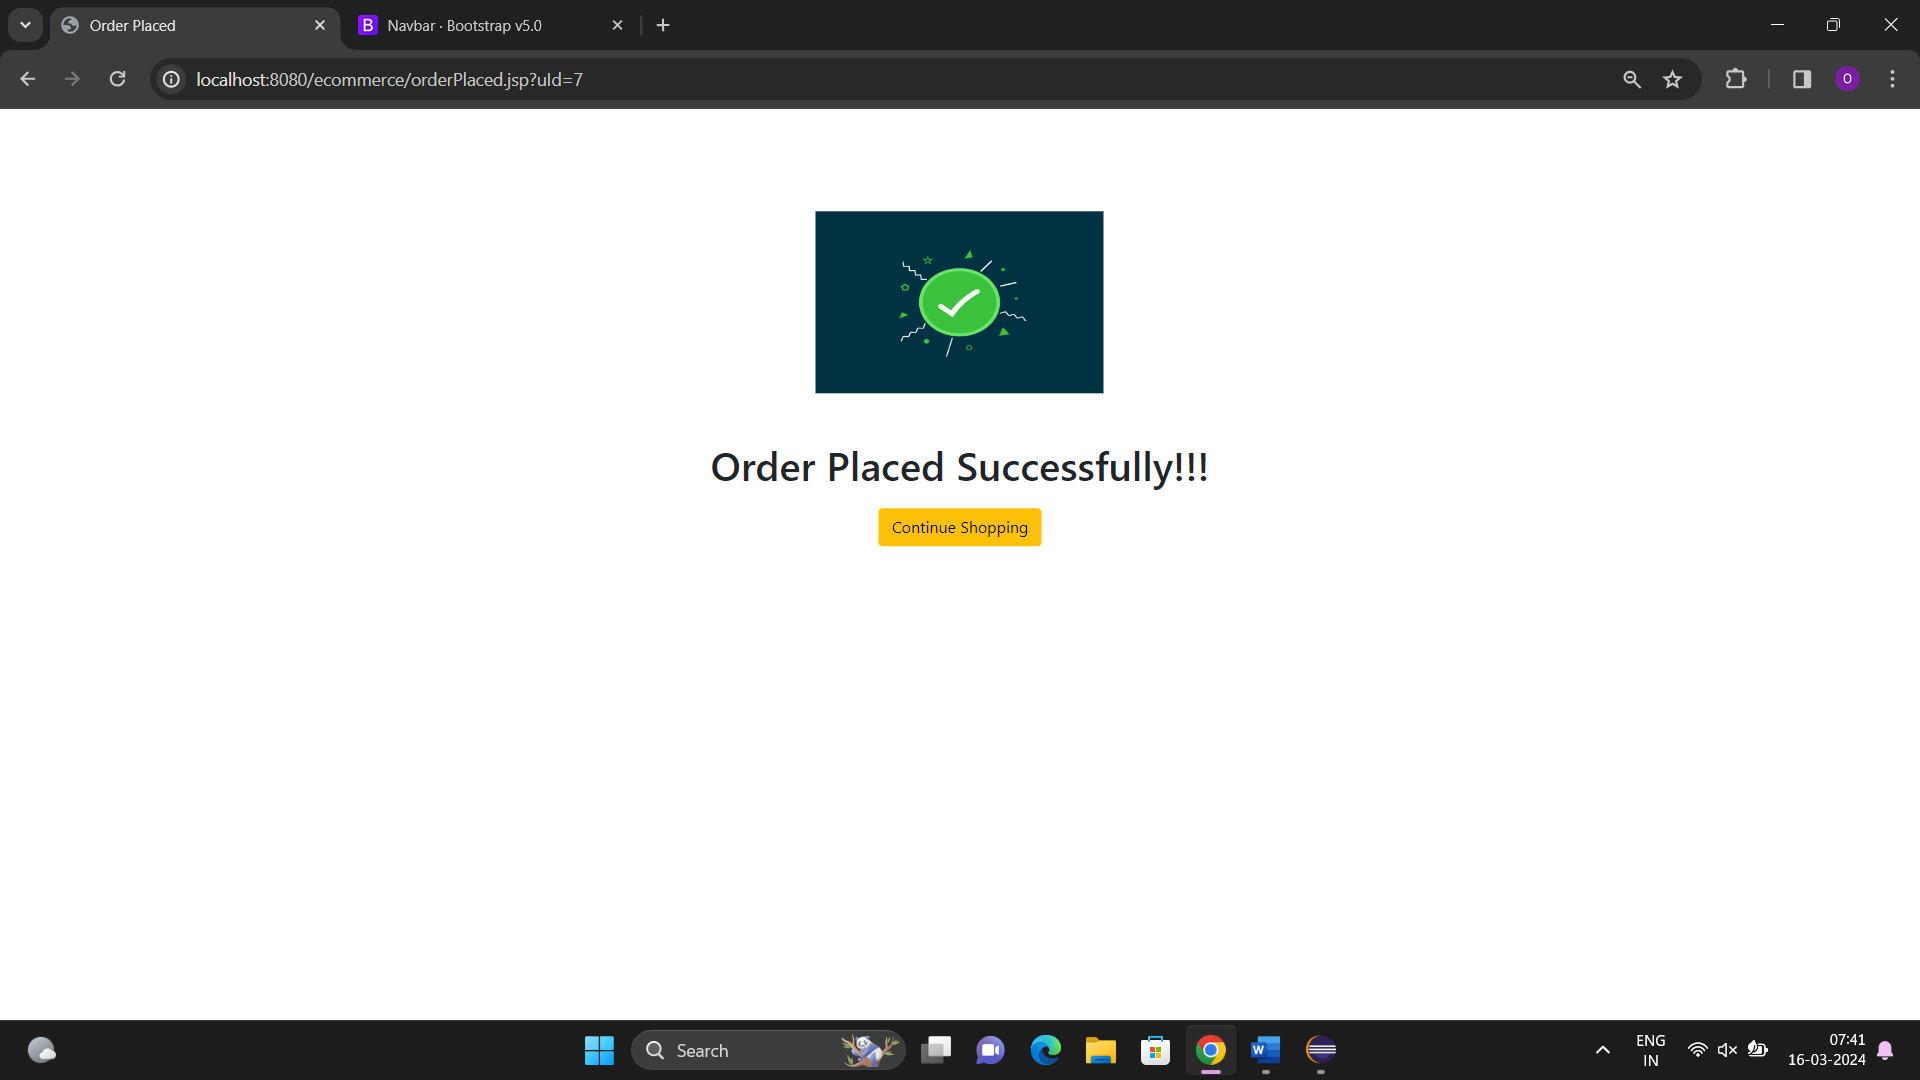 Order Placed
B Navbar · Bootstrap v5.0
localhost:8080/ecommerce/orderPlaced.jsp?uId=7
O
Order Placed Successfully!!!
Continue Shopping
Search
W
ENG
IN
07:41
16-03-2024